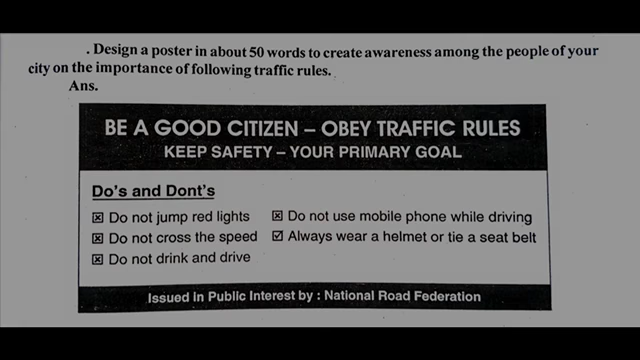 . Design a poster in about 50 words to create awareness among the people of your
city on the importance of following traffic rules.
Ans.
BE A GOOD CITIZEN – OBEY TRAFFIC RULES
KEEP SAFETY – YOUR PRIMARY GOAL
Do's and Dont's
☒ Do not jump red lights ☒ Do not use mobile phone while driving
☒ Do not cross the speed ☑ Always wear a helmet or tie a seat belt
☒ Do not drink and drive
Issued in Public Interest by : National Road Federation